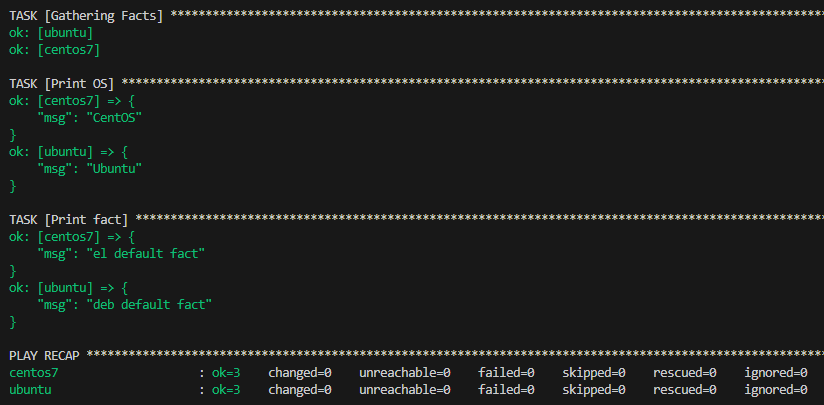 TASK [Gathering Facts] *********************************************************************************************
ok: [ubuntu]
ok: [centos7]
TASK [Print OS] ****************************************************************************************************
ok: [centos7] => {
    "msg": "CentOS"
}
ok: [ubuntu] => {
    "msg": "Ubuntu"
}
TASK [Print fact] **************************************************************************************************
ok: [centos7] => {
    "msg": "el default fact"
}
ok: [ubuntu] => {
    "msg": "deb default fact"
}
PLAY RECAP *********************************************************************************************************
centos7                    : ok=3    changed=0    unreachable=0    failed=0    skipped=0    rescued=0    ignored=0
ubuntu                     : ok=3    changed=0    unreachable=0    failed=0    skipped=0    rescued=0    ignored=0